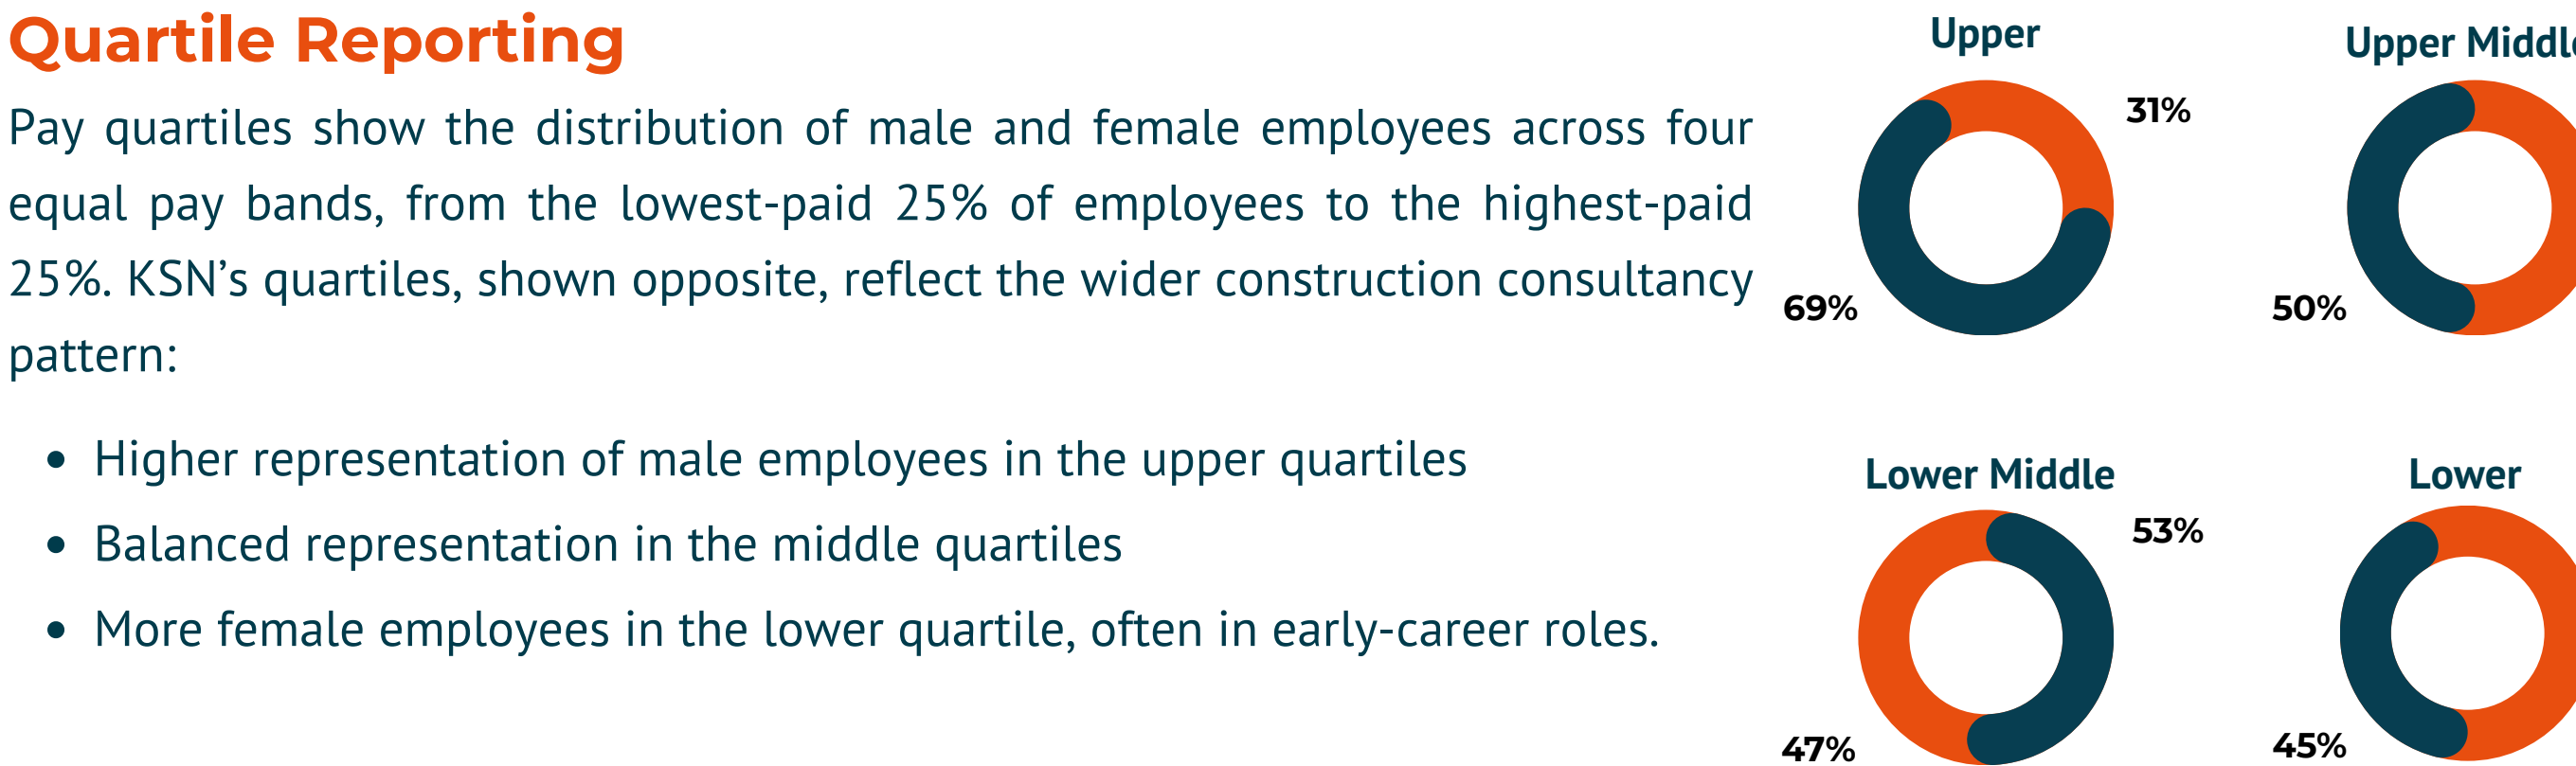 Quartile Reporting
Pay quartiles show the distribution of male and female employees across four
equal pay bands, from the lowest-paid 25% of employees to the highest-paid
25%. KSN’s quartiles, shown opposite, reflect the wider construction consultancy
pattern:
• Higher representation of male employees in the upper quartiles
• Balanced representation in the middle quartiles
• More female employees in the lower quartile, often in early-career roles.
Upper
31%
69%
Upper Middle
50%
Lower Middle
53%
47%
Lower
45%